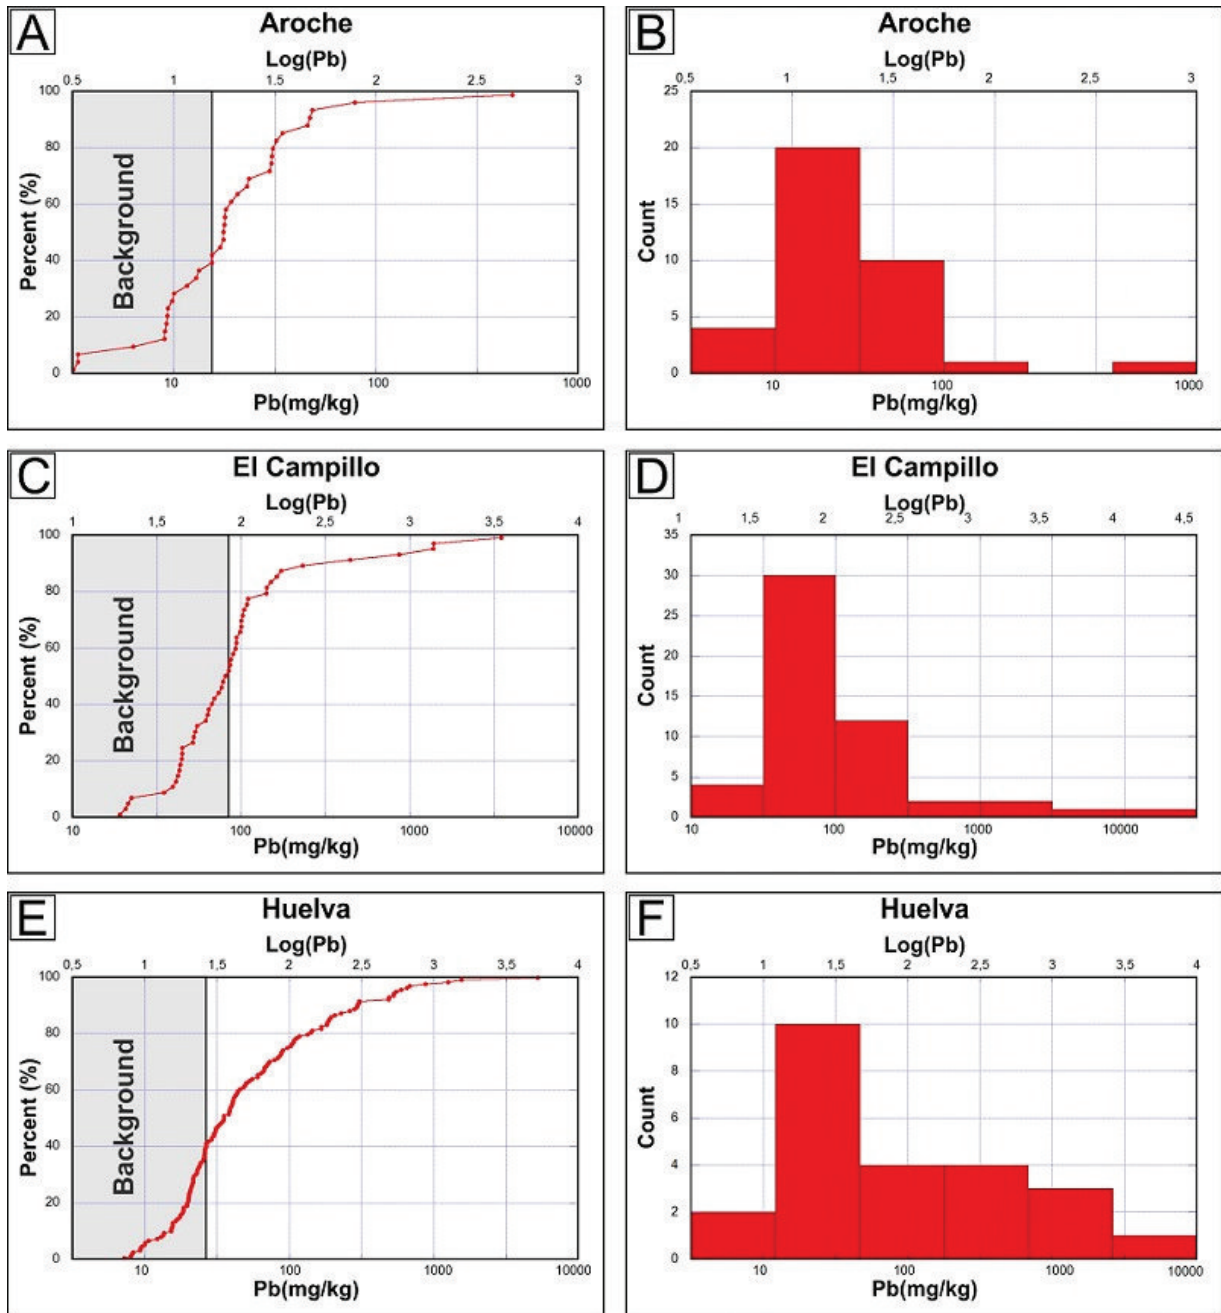 A
Aroche
Log(Pb)
0.5 1 1.5 2 2.5 3
100
80
60
40
20
0
Percent (%)
Background
10 100 1000
Pb(mg/kg)
B
Aroche
Log(Pb)
0.5 1 1.5 2 2.5 3
25
20
15
10
5
0
Count
10 100 1000
Pb(mg/kg)
C
El Campillo
Log(Pb)
1 1,5 2 2,5 3 3,5 4
100
80
60
40
20
0
Percent (%)
Background
10 100 1000 10000
Pb(mg/kg)
D
El Campillo
Log(Pb)
1 1,5 2 2,5 3 3,5 4 4,5
35
30
25
20
15
10
5
0
Count
10 100 1000 10000
Pb(mg/kg)
E
Huelva
Log(Pb)
0,5 1 1,5 2 2,5 3 3,5 4
100
80
60
40
20
0
Percent (%)
Background
10 100 1000 10000
Pb(mg/kg)
F
Huelva
Log(Pb)
0,5 1 1,5 2 2,5 3 3,5 4
12
10
8
6
4
2
0
Count
10 100 1000 10000
Pb(mg/kg)